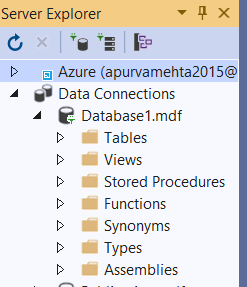 Server Explorer
Azure (apurvamehta2015@
Data Connections
Database1.mdf
Tables
Views
Stored Procedures
Functions
Synonyms
Types
Assemblies